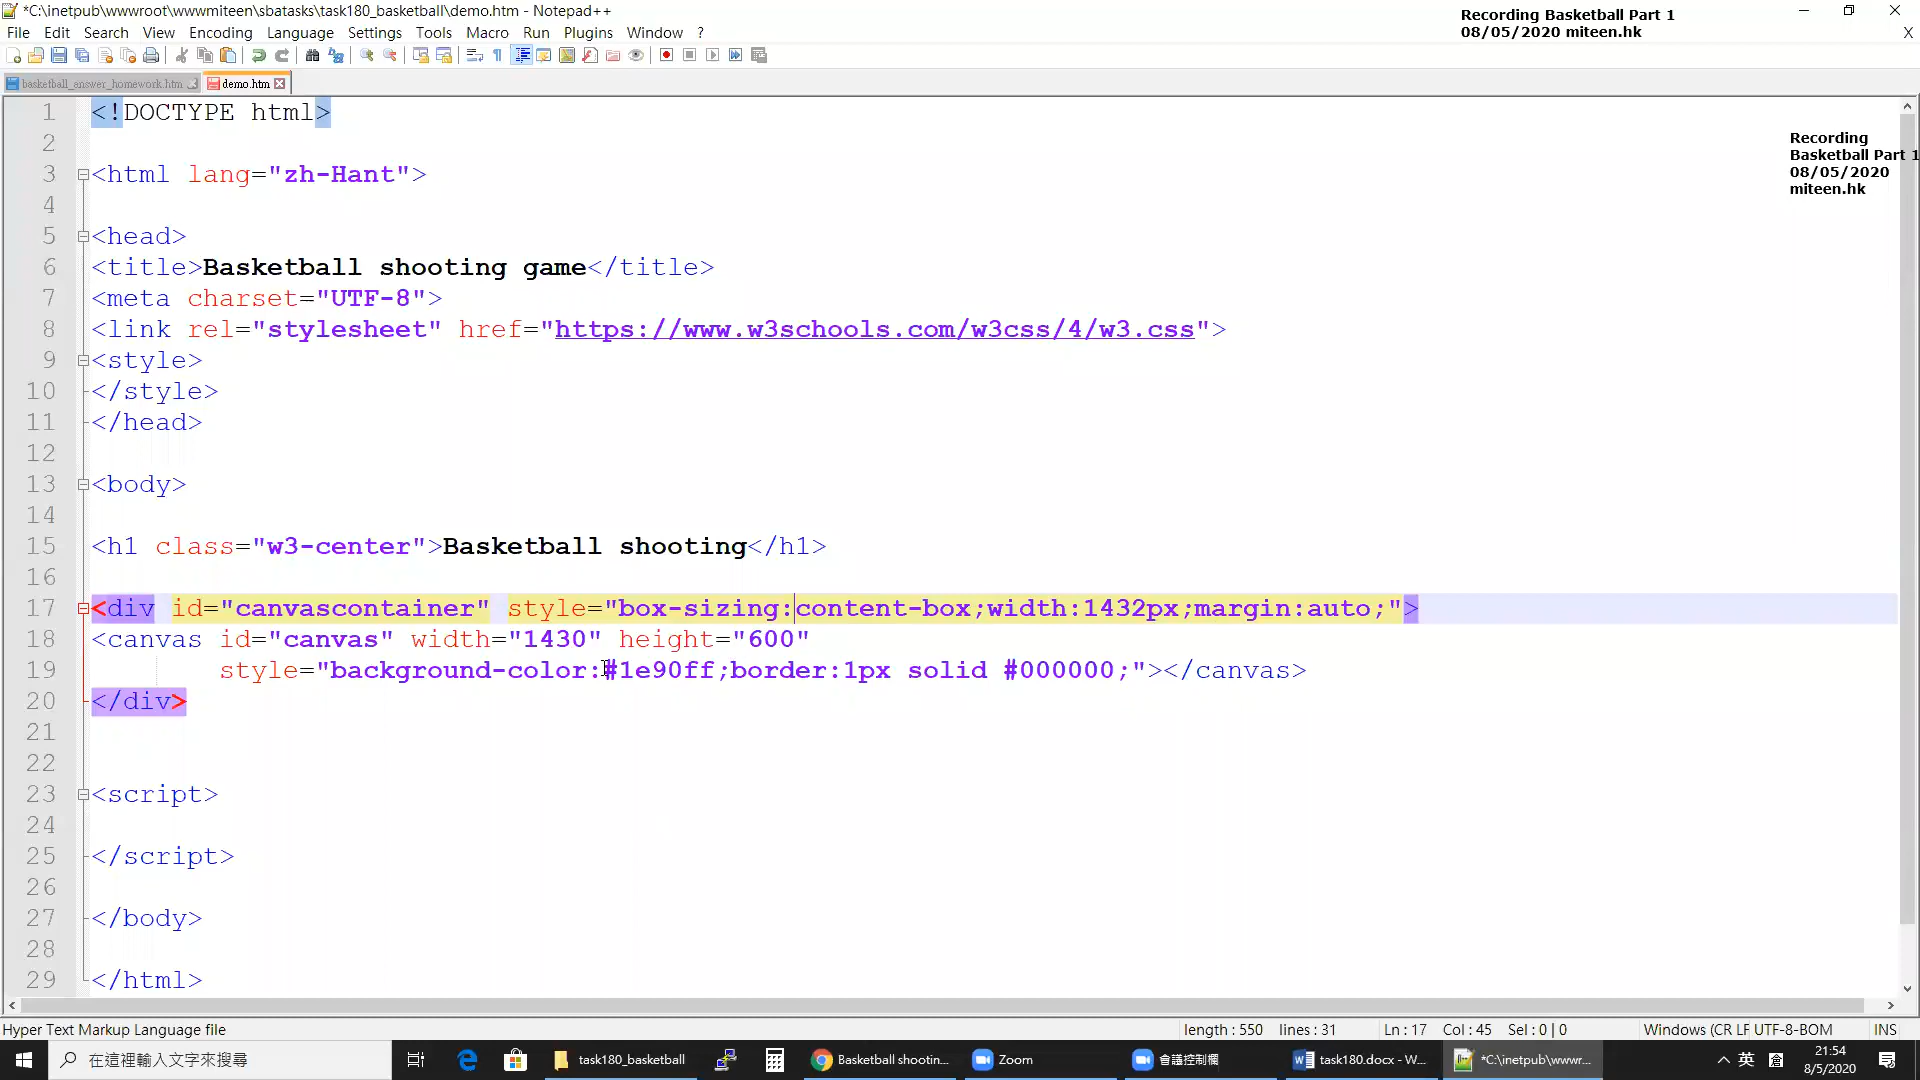 *C:\inetpub\wwwroot\wwwmiteen\sbatasks\task180_basketball\demo.htm - Notepad++
Recording Basketball Part 1
08/05/2020 miteen.hk
File Edit Search View Encoding Language Settings Tools Macro Run Plugins Window ? X
basketball_answer_homework.htm demo.htm
1 <!DOCTYPE html>
2
3 <html lang="zh-Hant">
4
5 <head>
6 <title>Basketball shooting game</title>
7 <meta charset="UTF-8">
8 <link rel="stylesheet" href="https://www.w3schools.com/w3css/4/w3.css">
9 <style>
10 </style>
11 </head>
12
13 <body>
14
15 <h1 class="w3-center">Basketball shooting</h1>
16
17 <div id="canvascontainer" style="box-sizing:content-box;width:1432px;margin:auto;">
18 <canvas id="canvas" width="1430" height="600"
19 style="background-color:#1e90ff;border:1px solid #000000;"></canvas>
20 </div>
21
22
23 <script>
24
25 </script>
26
27 </body>
28
29 </html>
Recording
Basketball Part 1
08/05/2020
miteen.hk
Hyper Text Markup Language file length : 550 lines : 31 Ln : 17 Col : 45 Sel : 0 | 0 Windows (CR LF UTF-8-BOM INS
在這裡輸入文字來搜尋 task180_basketball Basketball shootin... Zoom 會議控制欄 task180.docx - W... *C:\inetpub\wwwr... 英 倉 21:54
8/5/2020